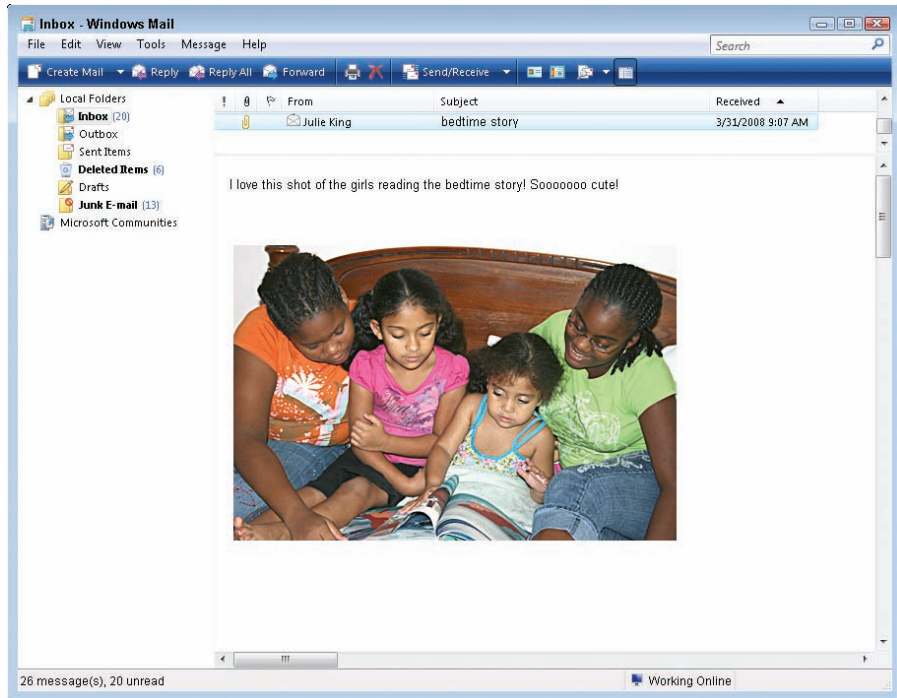 Inbox - Windows Mail
File Edit View Tools Message Help
Search
Create Mail Reply Reply All Forward Send/Receive
Local Folders
Inbox (20)
Outbox
Sent Items
Deleted Items (6)
Drafts
Junk E-mail (13)
Microsoft Communities
! From Subject Received
Julie King bedtime story 3/31/2008 9:07 AM
I love this shot of the girls reading the bedtime story! Sooooooo cute!
26 message(s), 20 unread
Working Online